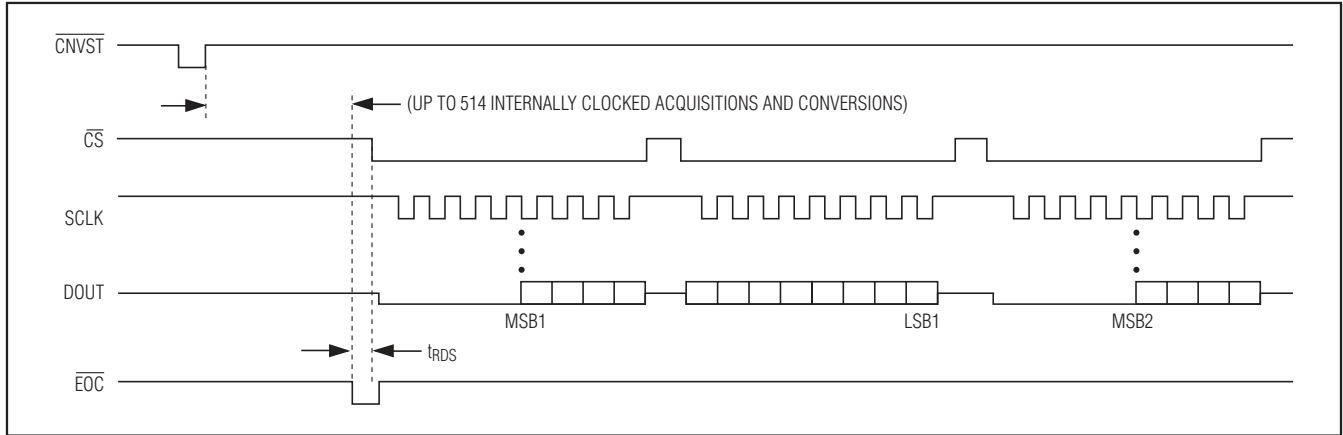 CNVST
(UP TO 514 INTERNALLY CLOCKED ACQUISITIONS AND CONVERSIONS)
CS
SCLK
DOUT
MSB1 LSB1 MSB2
tRDS
EOC